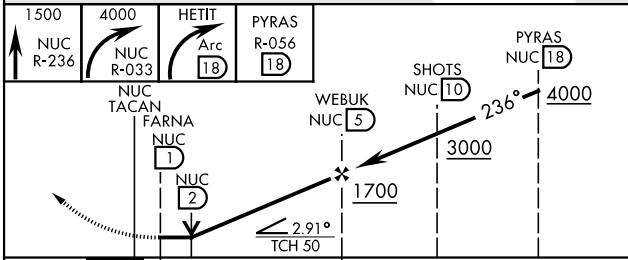 1500
NUC
R-236
4000
NUC
R-033
HETIT
Arc
18
PYRAS
R-056
18
NUC
TACAN
FARNA
NUC
1
NUC
2
WEBUK
NUC 5
SHOTS
NUC 10
PYRAS
NUC 18
236°
4000
3000
1700
2.91°
TCH 50